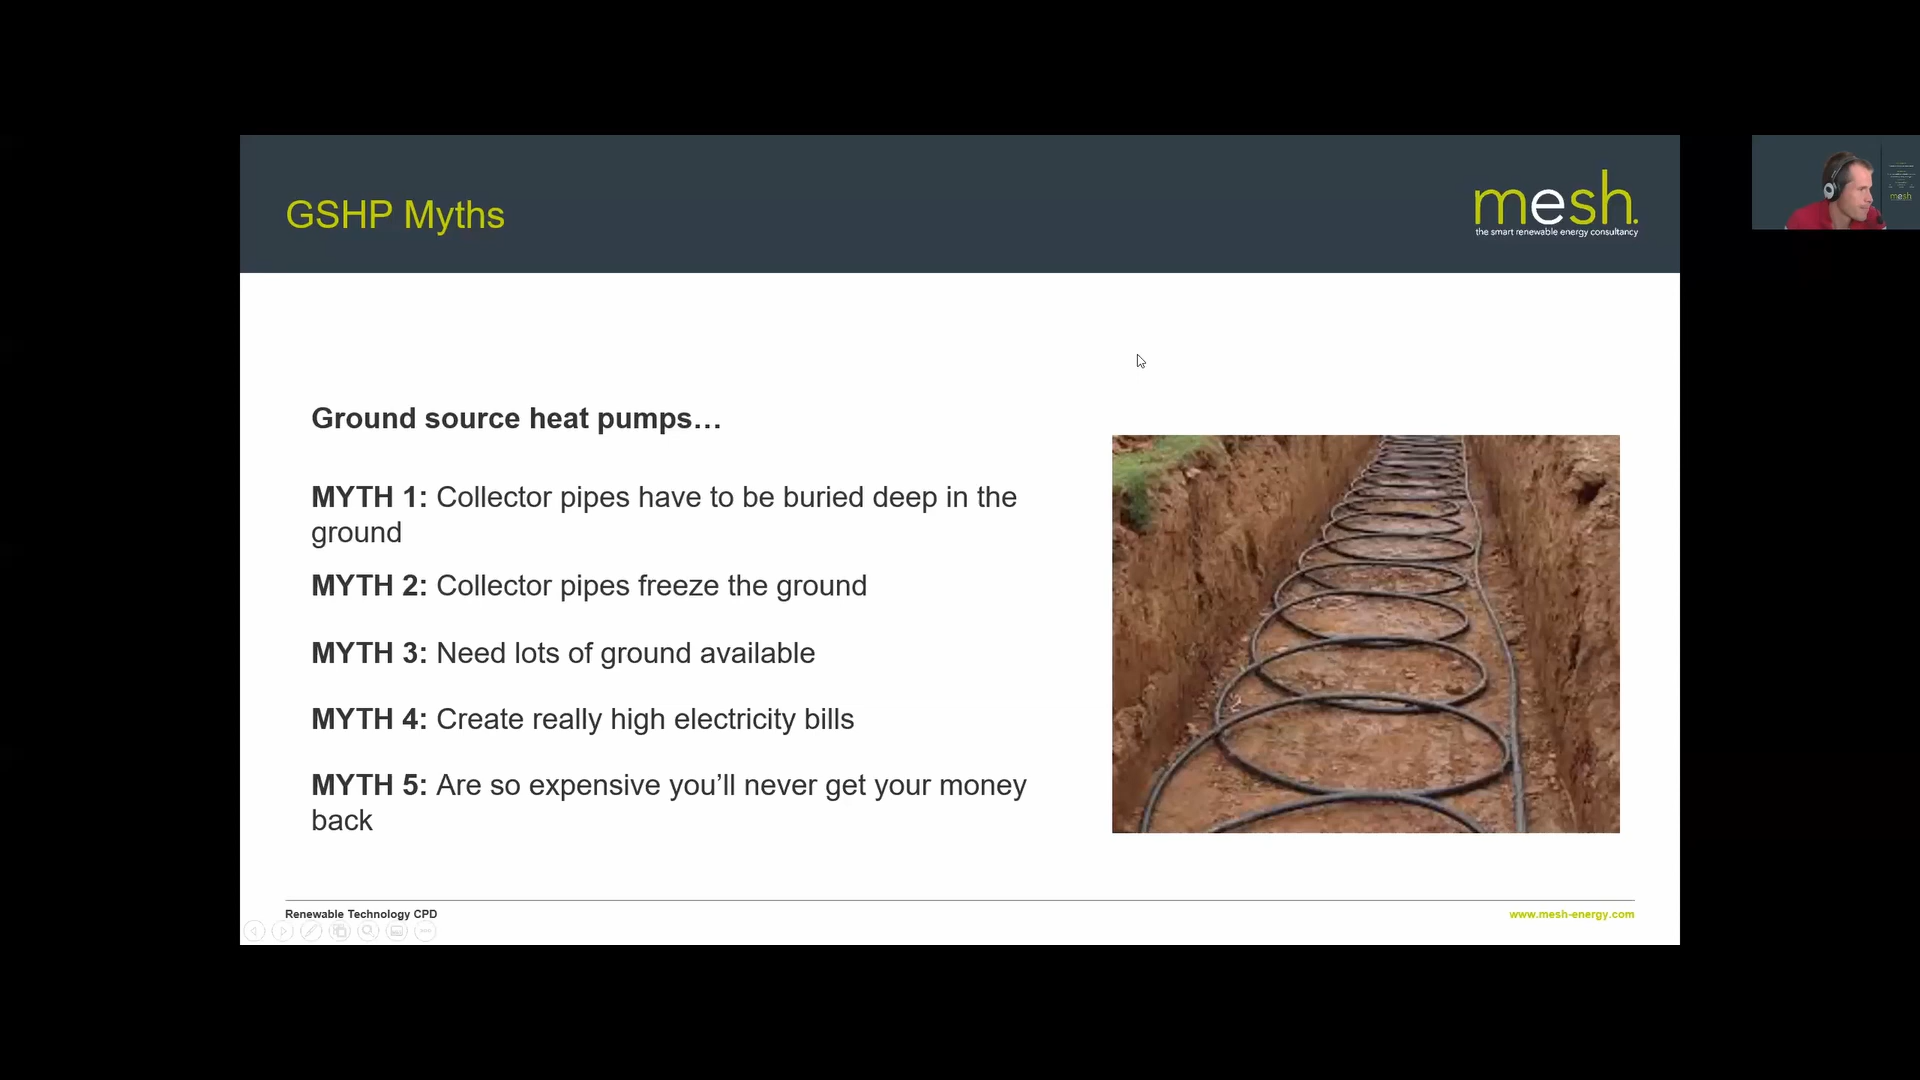 GSHP Myths
mesh.
the smart renewable energy consultancy
mesh
Ground source heat pumps…
MYTH 1: Collector pipes have to be buried deep in the
ground
MYTH 2: Collector pipes freeze the ground
MYTH 3: Need lots of ground available
MYTH 4: Create really high electricity bills
MYTH 5: Are so expensive you’ll never get your money
back
Renewable Technology CPD
www.mesh-energy.com